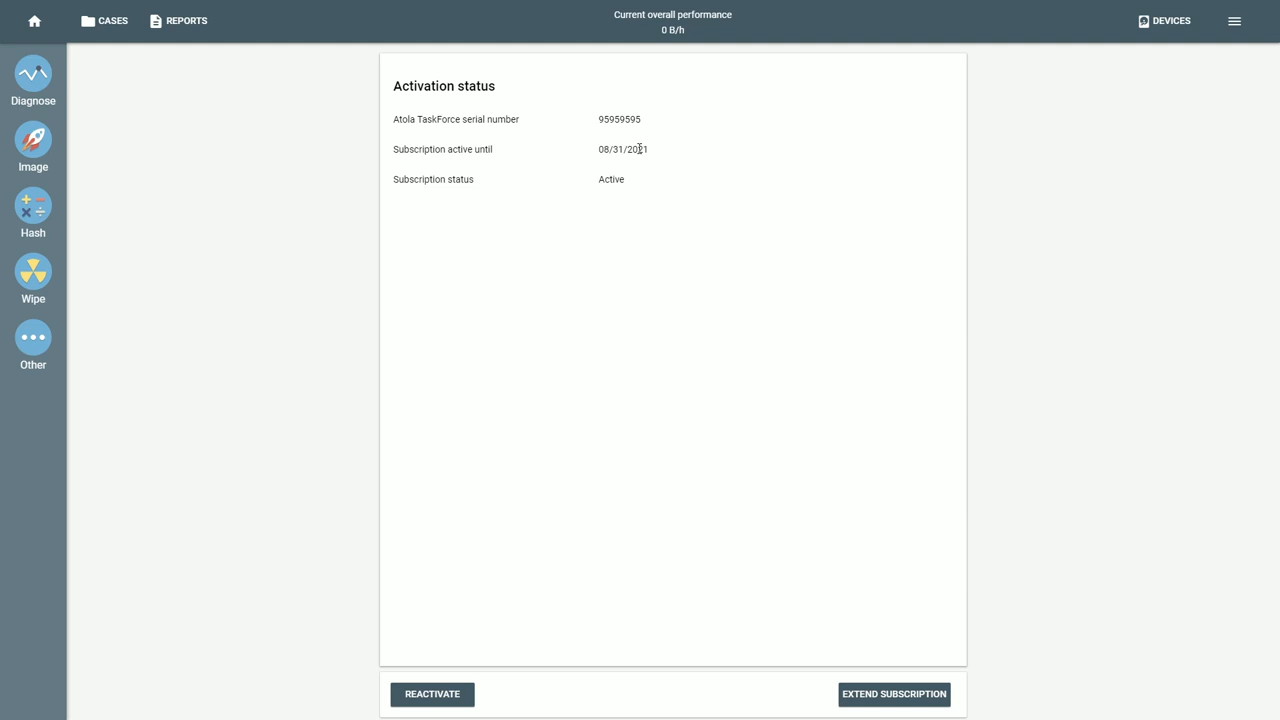 CASES
REPORTS
Current overall performance
0 B/h
DEVICES
Diagnose
Image
Hash
Wipe
Other
Activation status
Atola TaskForce serial number 95959595
Subscription active until 08/31/2021
Subscription status Active
REACTIVATE
EXTEND SUBSCRIPTION